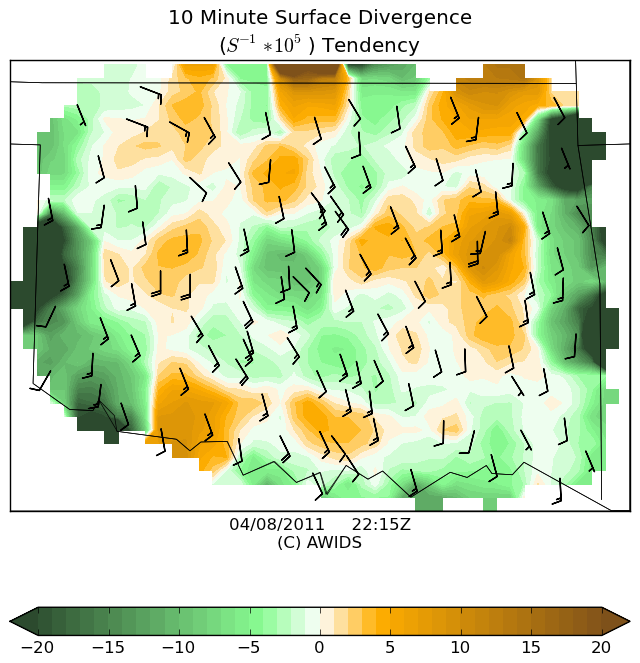 10 Minute Surface Divergence
(S⁻¹ *10⁵ ) Tendency
04/08/2011 22:15Z
(C) AWIDS
−20 −15 −10 −5 0 5 10 15 20